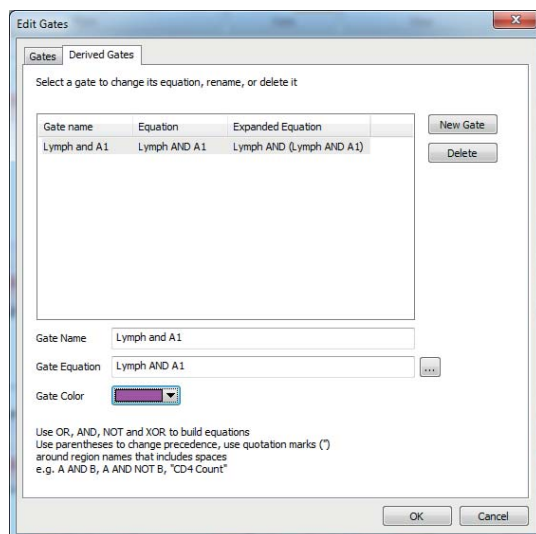 Edit Gates
Gates Derived Gates
Select a gate to change its equation, rename, or delete it
Gate name Equation Expanded Equation
Lymph and A1 Lymph AND A1 Lymph AND (Lymph AND A1)
New Gate
Delete
Gate Name Lymph and A1
Gate Equation Lymph AND A1 ...
Gate Color
Use OR, AND, NOT and XOR to build equations
Use parentheses to change precedence, use quotation marks (")
around region names that includes spaces
e.g. A AND B, A AND NOT B, "CD4 Count"
OK Cancel